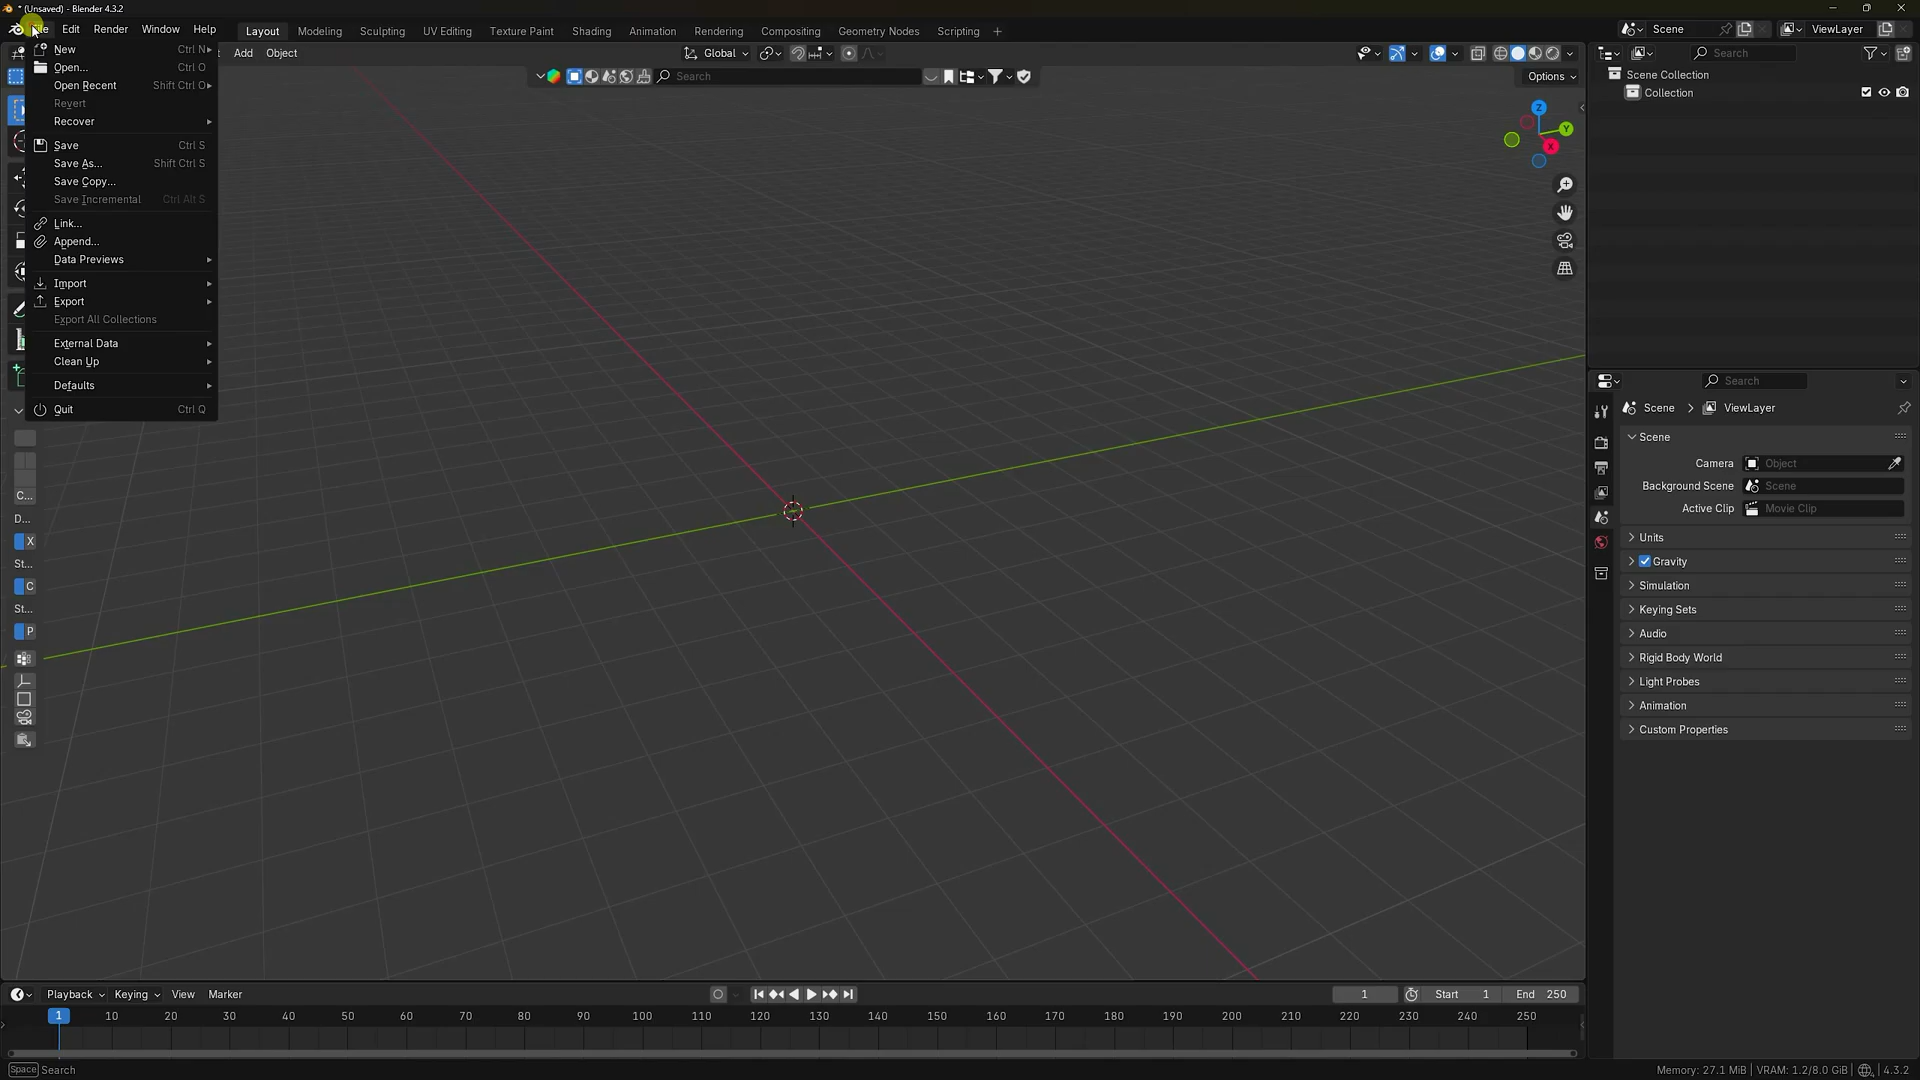 * (Unsaved) - Blender 4.3.2
Edit Render Window Help Layout Modeling Sculpting UV Editing Texture Paint Shading Animation Rendering Compositing Geometry Nodes Scripting + Scene ViewLayer
Add Object Global Search
Search Options
New Ctrl N
Open... Ctrl O
Open Recent Shift Ctrl O
Revert
Recover
Save Ctrl S
Save As... Shift Ctrl S
Save Copy...
Save Incremental Ctrl Alt S
Link...
Append...
Data Previews
Import
Export
Export All Collections
External Data
Clean Up
Defaults
Quit Ctrl Q
C...
D...
X
St...
C
St...
P
Z
Y
X
Scene Collection
Collection
Search
Scene > ViewLayer
Scene
Camera Object
Background Scene Scene
Active Clip Movie Clip
Units
Gravity
Simulation
Keying Sets
Audio
Rigid Body World
Light Probes
Animation
Custom Properties
Playback Keying View Marker 1 Start 1 End 250
1 10 20 30 40 50 60 70 80 90 100 110 120 130 140 150 160 170 180 190 200 210 220 230 240 250
Space Search Memory: 27.1 MiB | VRAM: 1.2/8.0 GiB | 4.3.2